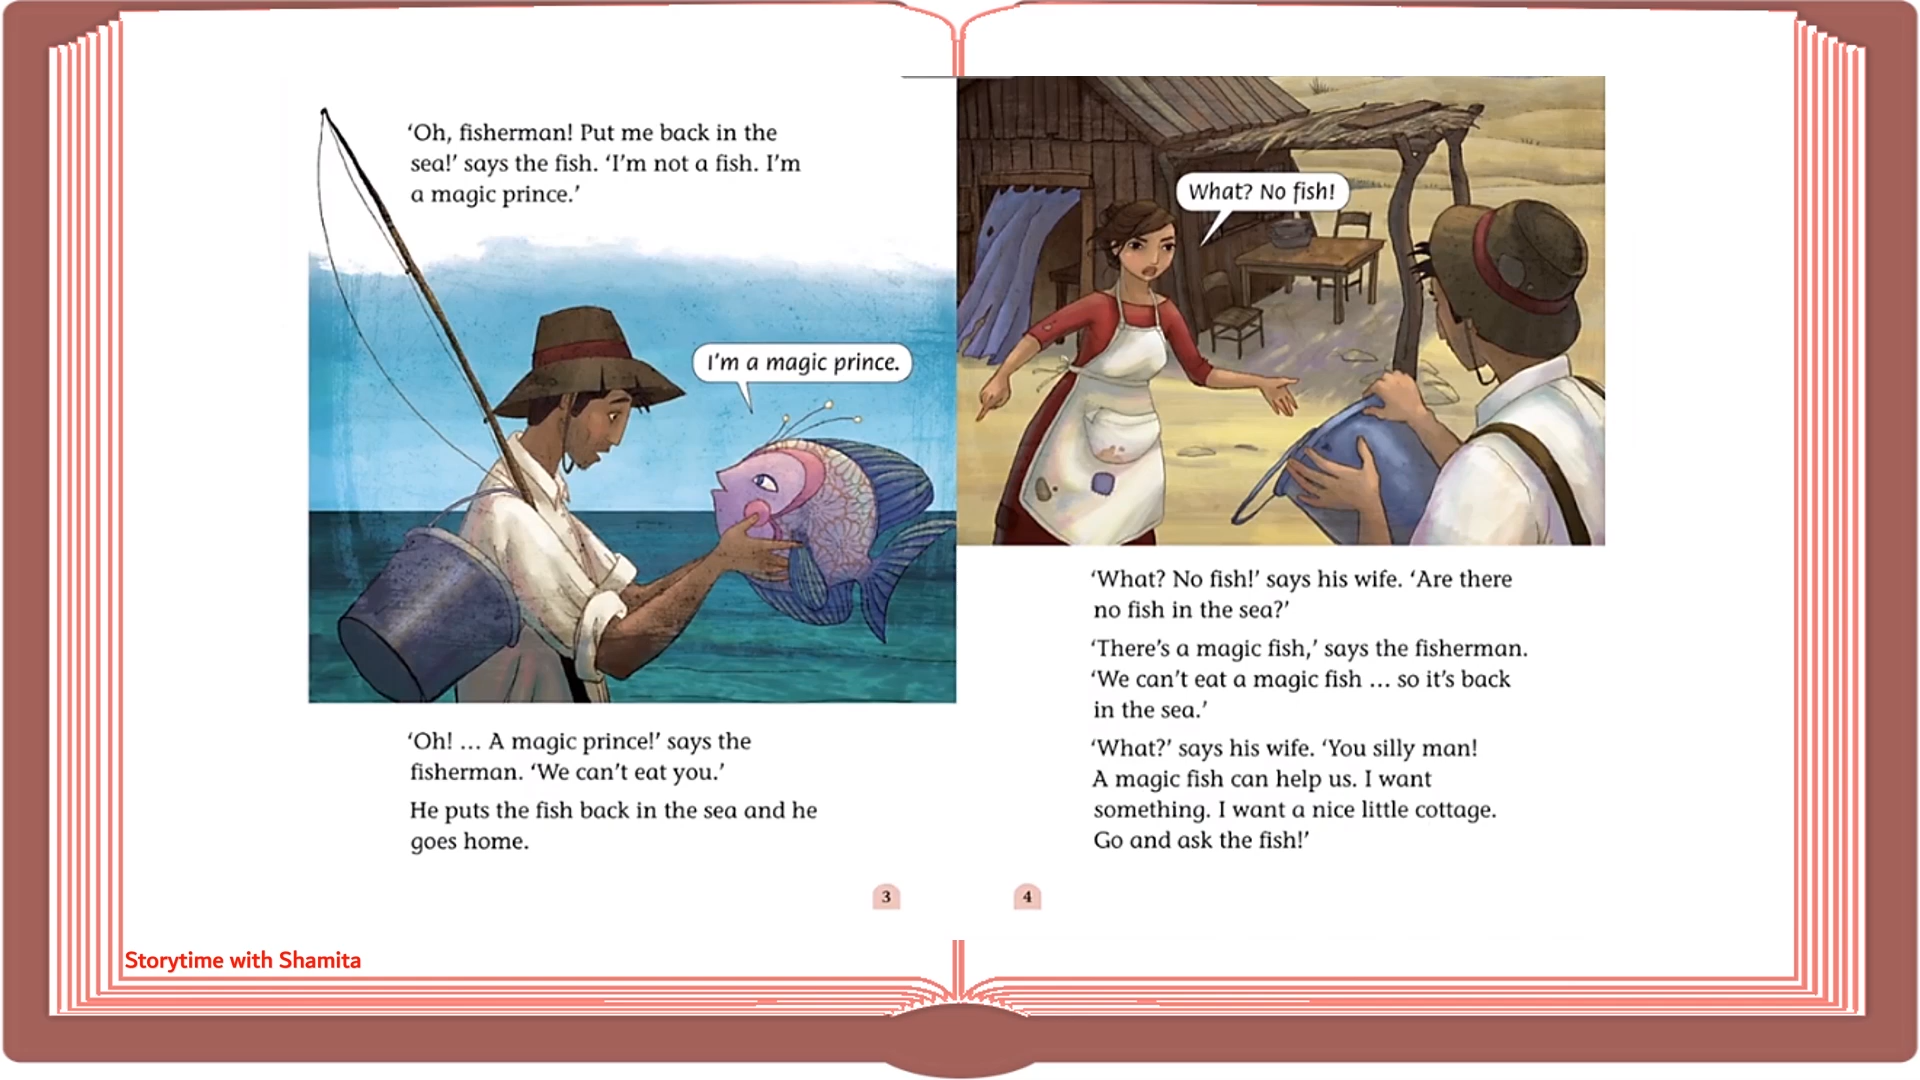 ‘Oh, fisherman! Put me back in the
sea!’ says the fish. ‘I’m not a fish. I’m
a magic prince.’
I’m a magic prince.
‘Oh! ... A magic prince!’ says the
fisherman. ‘We can’t eat you.’
He puts the fish back in the sea and he
goes home.
3
What? No fish!
‘What? No fish!’ says his wife. ‘Are there
no fish in the sea?’
‘There’s a magic fish,’ says the fisherman.
‘We can’t eat a magic fish ... so it’s back
in the sea.’
‘What?’ says his wife. ‘You silly man!
A magic fish can help us. I want
something. I want a nice little cottage.
Go and ask the fish!’
4
Storytime with Shamita